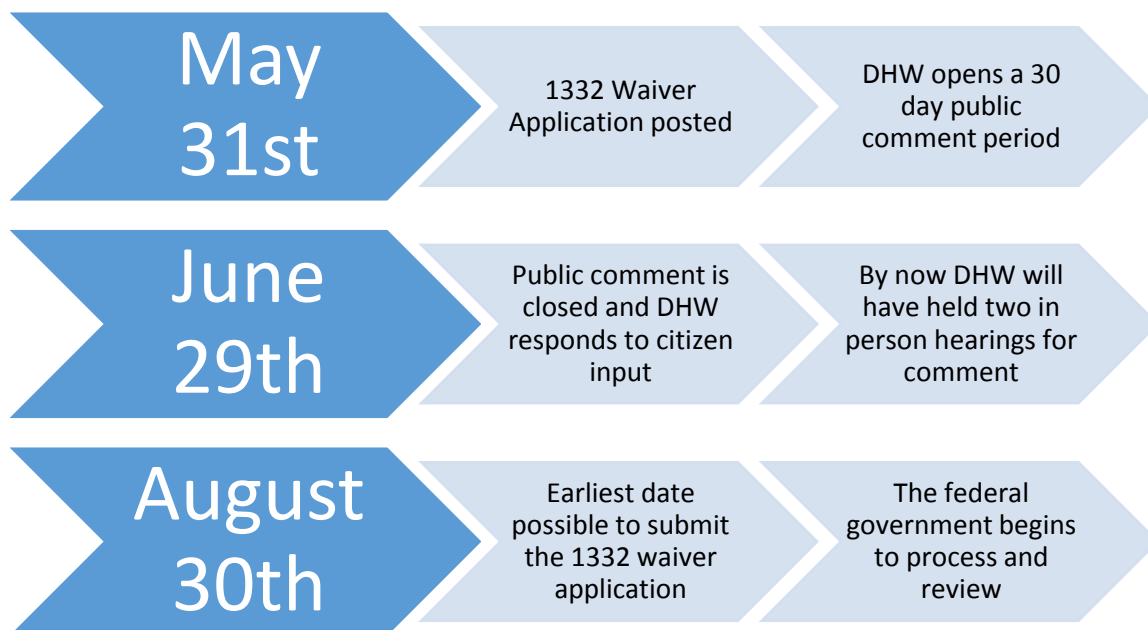 May
31st
1332 Waiver
Application posted
DHW opens a 30
day public
comment period
June
29th
Public comment is
closed and DHW
responds to citizen
input
By now DHW will
have held two in
person hearings for
comment
August
30th
Earliest date
possible to submit
the 1332 waiver
application
The federal
government begins
to process and
review